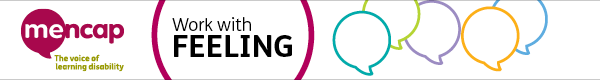 mencap
The voice of
learning disability
Work with
FEELING